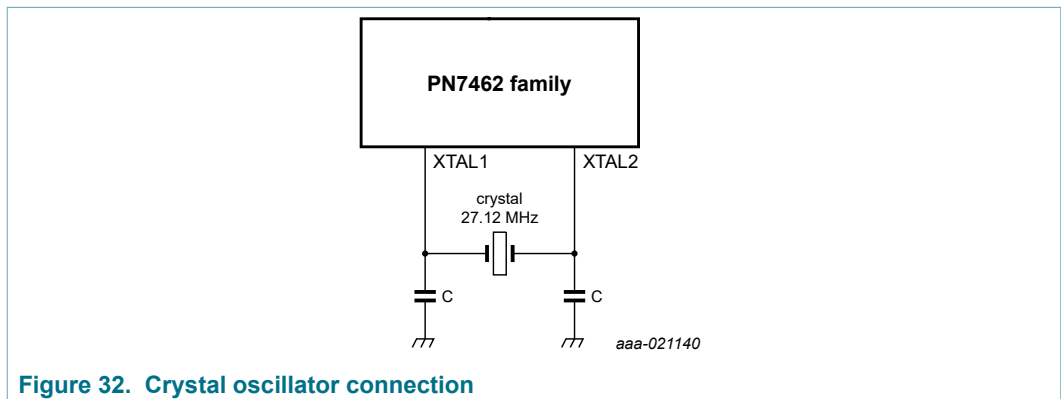 PN7462 family
XTAL1
XTAL2
crystal
27.12 MHz
C
C
aaa-021140
Figure 32. Crystal oscillator connection